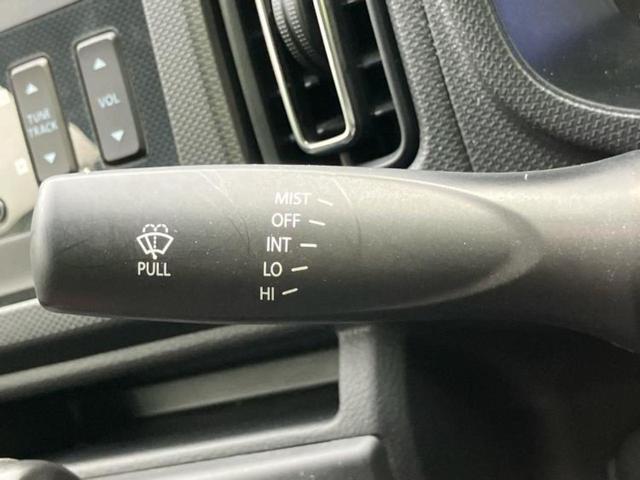 TUNE
TRACK
VOL
MIST
OFF
INT
LO
HI
PULL